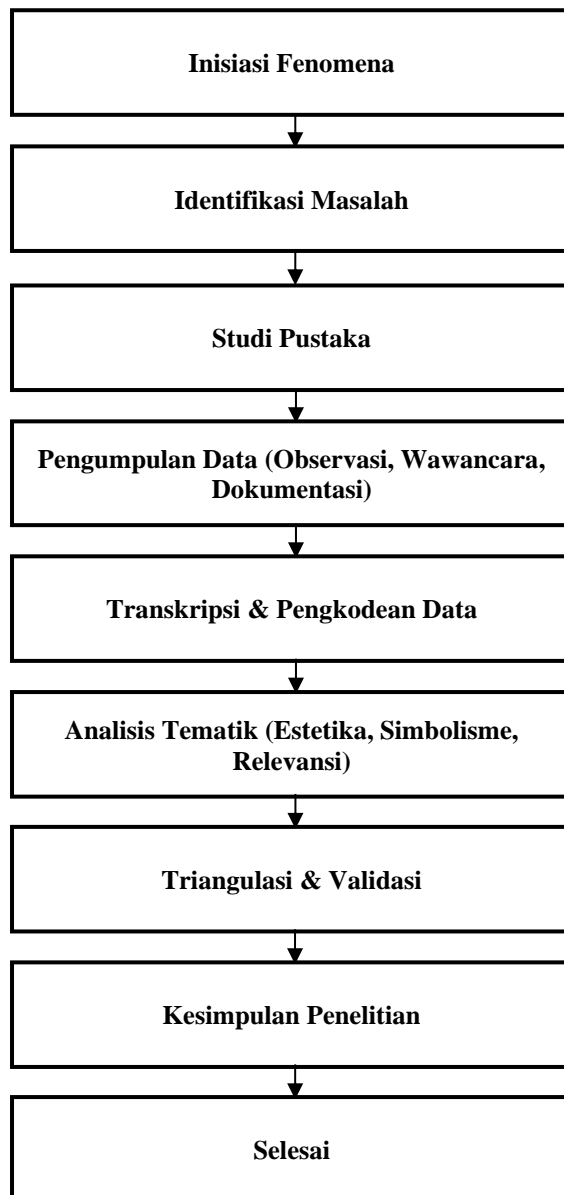 Inisiasi Fenomena
Identifikasi Masalah
Studi Pustaka
Pengumpulan Data (Observasi, Wawancara,
Dokumentasi)
Transkripsi & Pengkodean Data
Analisis Tematik (Estetika, Simbolisme,
Relevansi)
Triangulasi & Validasi
Kesimpulan Penelitian
Selesai